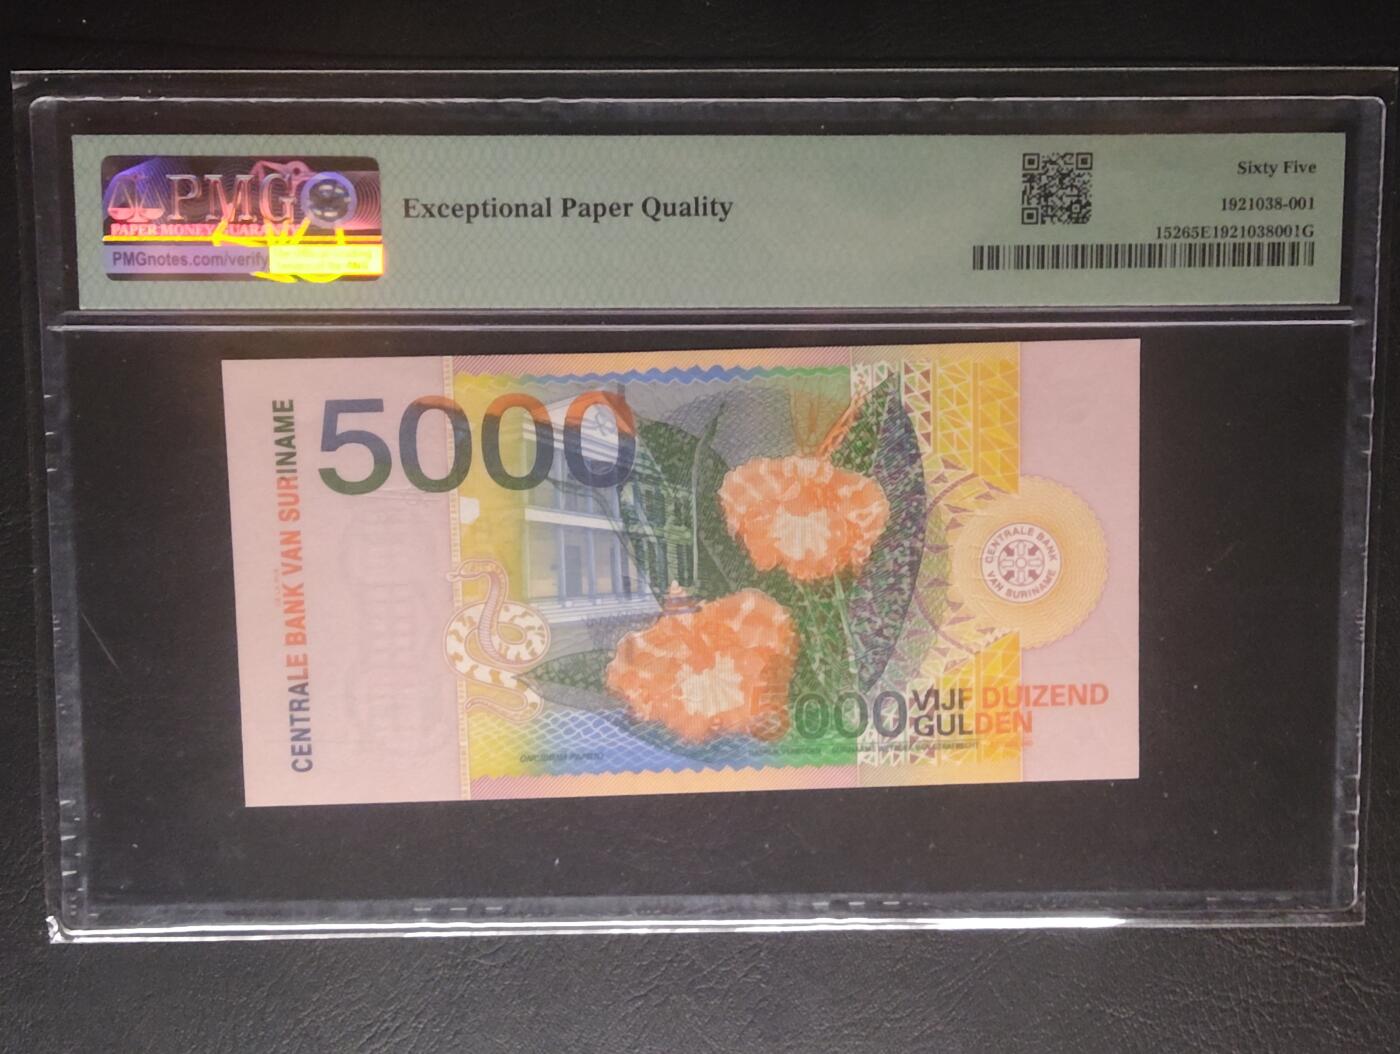 PMG
PAPER MONEY GUARANTY
PMGnotes.com/verify
Exceptional Paper Quality
Sixty Five
1921038-001
15265E1921038001G
CENTRALE BANK VAN SURINAME
5000
CENTRALE BANK
VAN SURINAME
5000 VIJF DUIZEND
GULDEN